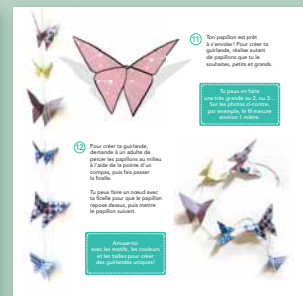 11
Ton papillon est prêt
à s'envoler! Pour créer ta
guirlande, réalise autant
de papillons que tu le
souhaites, petits et grands.
Tu peux en faire
une très grande ou 2, ou 3…
Sur les photos ci-contre,
par exemple, le fil mesure
environ 1 mètre.
12
Pour créer ta guirlande,
demande à un adulte de
percer les papillons au milieu
à l'aide de la pointe d'un
compas, puis fais passer
la ficelle.
Tu peux faire un nœud avec
ta ficelle pour que le papillon
repose dessus, puis mettre
le papillon suivant.
Amuse-toi
avec les motifs, les couleurs
et les tailles pour créer
des guirlandes uniques!